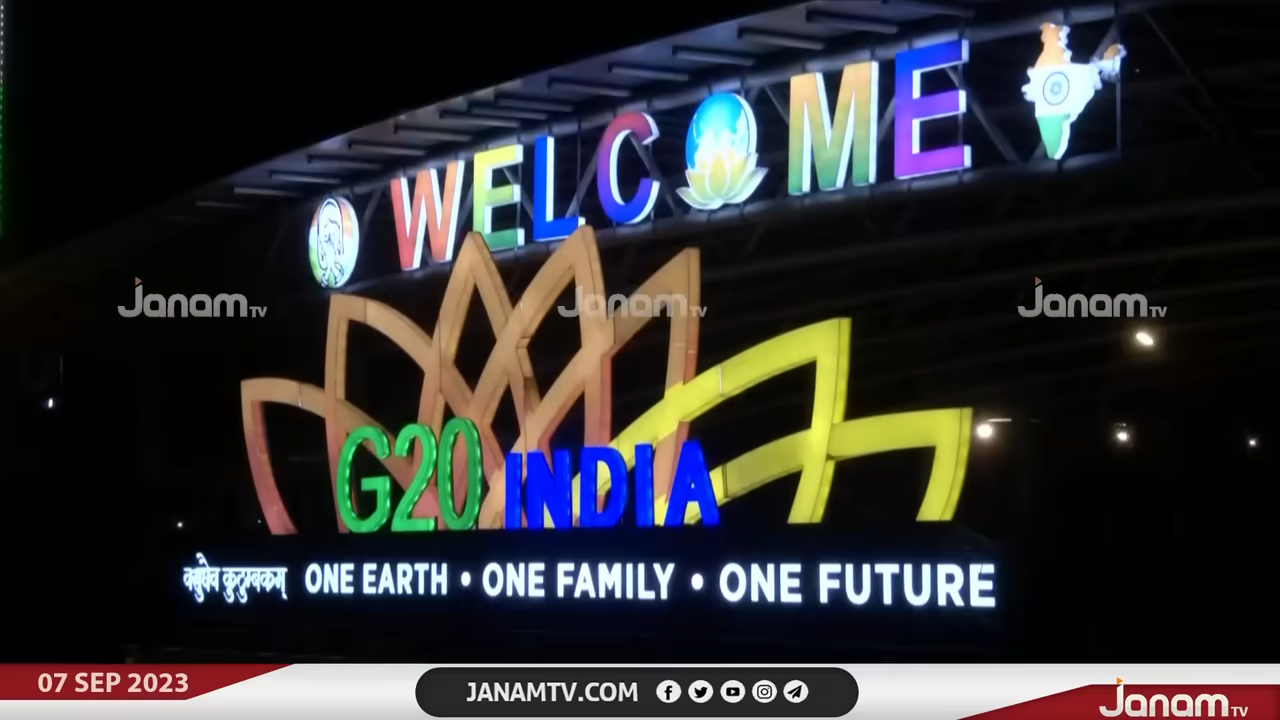 WELCOME
Janam TV
Janam TV
Janam TV
G20 INDIA
वसुधैव कुटुम्बकम् ONE EARTH • ONE FAMILY • ONE FUTURE
07 SEP 2023
JANAMTV.COM
Janam TV